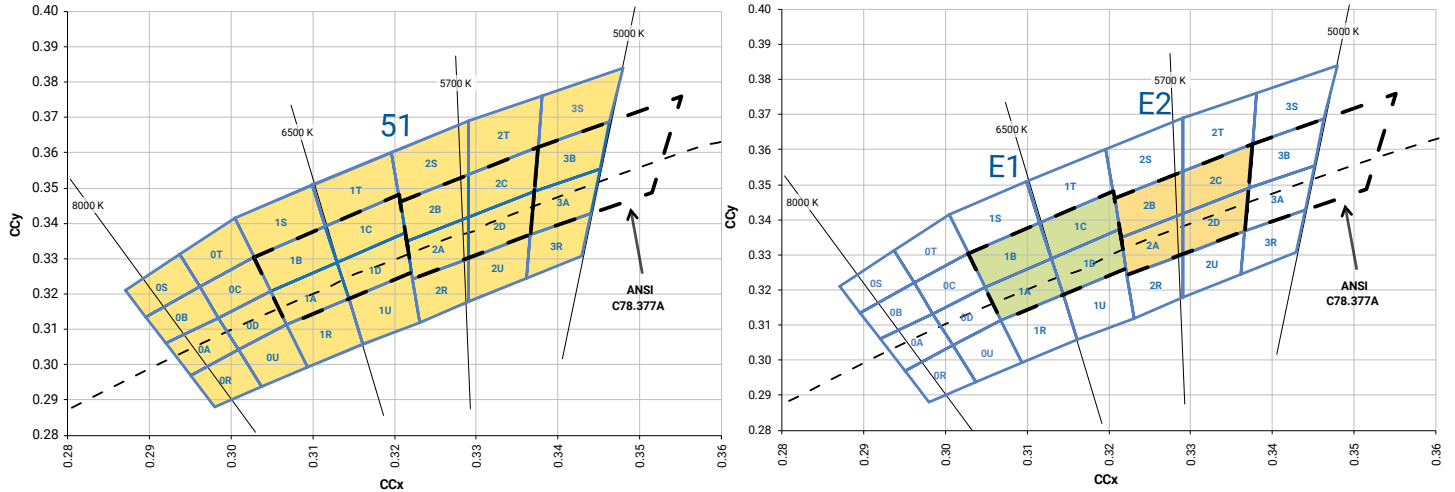 0.40
0.39
0.38
0.37
0.36
0.35
0.34
0.33
0.32
0.31
0.30
0.29
0.28
CCy
0.28
0.29
0.30
0.31
0.32
0.33
0.34
0.35
0.36
CCx
5000 K
5700 K
6500 K
8000 K
51
3S
2T
2S
1T
1S
0T
0S
3B
2C
2B
1C
1B
0C
0B
3A
2D
2A
1D
1A
0D
0A
3R
2U
2R
1U
1R
0U
0R
ANSI
C78.377A
0.40
0.39
0.38
0.37
0.36
0.35
0.34
0.33
0.32
0.31
0.30
0.29
0.28
CCy
0.28
0.29
0.30
0.31
0.32
0.33
0.34
0.35
0.36
CCx
5000 K
5700 K
6500 K
8000 K
E2
E1
3S
2T
2S
1T
1S
0T
0S
3B
2C
2B
1C
1B
0C
0B
3A
2D
2A
1D
1A
0D
0A
3R
2U
2R
1U
1R
0U
0R
ANSI
C78.377A